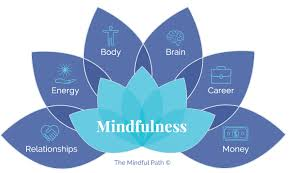 Body
Brain
Energy
Career
Mindfulness
Relationships
Money
The Mindful Path ©